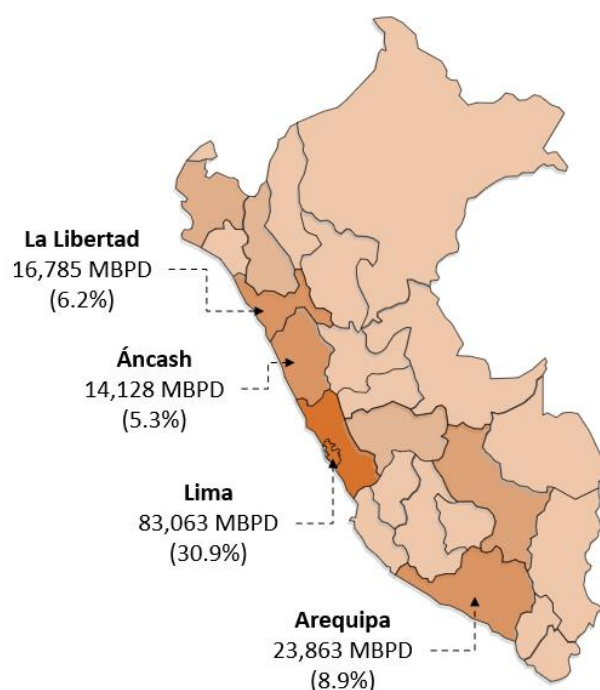 La Libertad
16,785 MBPD
(6.2%)
Áncash
14,128 MBPD
(5.3%)
Lima
83,063 MBPD
(30.9%)
Arequipa
23,863 MBPD
(8.9%)